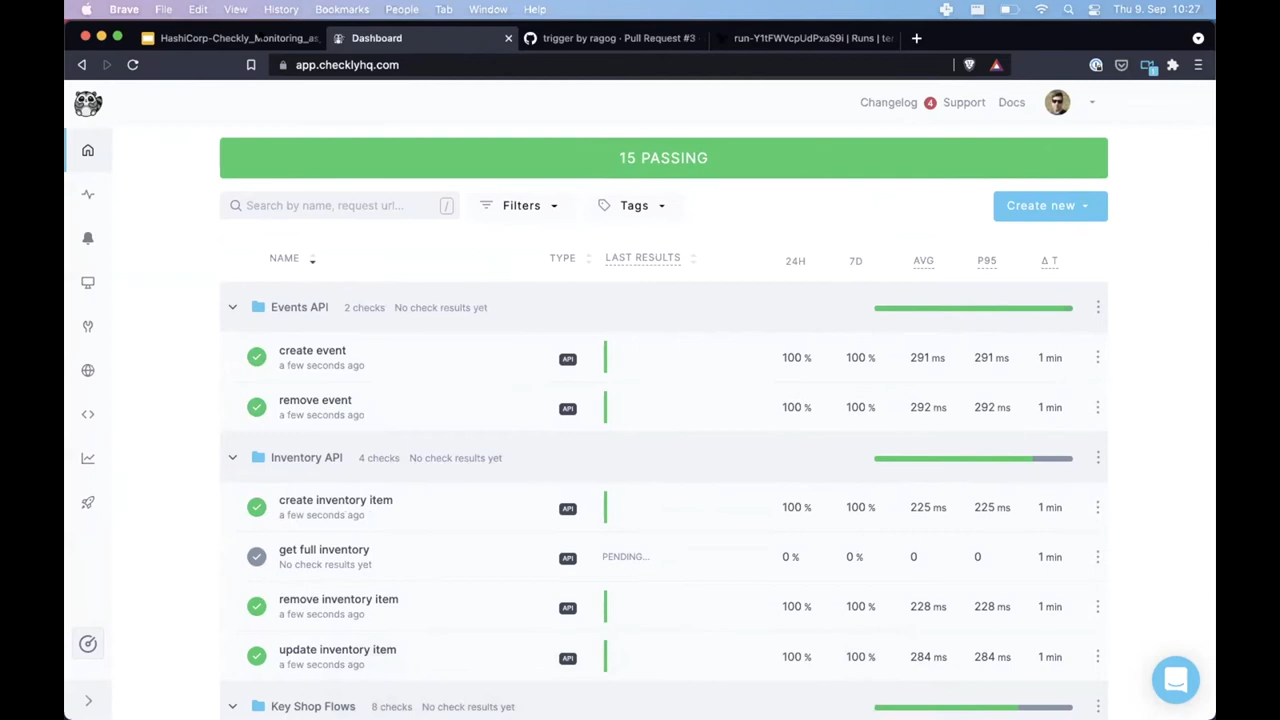 Brave File Edit View History Bookmarks People Tab Window Help Thu 9. Sep 10:27
HashiCorp-Checkly_Monitoring_as Dashboard trigger by ragog · Pull Request #3 run-Y1tFWVcpUdPxaS9i | Runs | te
app.checklyhq.com
Changelog 4 Support Docs
15 PASSING
Search by name, request url... / Filters Tags Create new
NAME TYPE LAST RESULTS 24H 7D AVG P95 Δ T
Events API 2 checks No check results yet
create event API 100 % 100 % 291 ms 291 ms 1 min
a few seconds ago
remove event API 100 % 100 % 292 ms 292 ms 1 min
a few seconds ago
Inventory API 4 checks No check results yet
create inventory item API 100 % 100 % 225 ms 225 ms 1 min
a few seconds ago
get full inventory API PENDING... 0 % 0 % 0 0 1 min
No check results yet
remove inventory item API 100 % 100 % 228 ms 228 ms 1 min
a few seconds ago
update inventory item API 100 % 100 % 284 ms 284 ms 1 min
a few seconds ago
Key Shop Flows 8 checks No check results yet